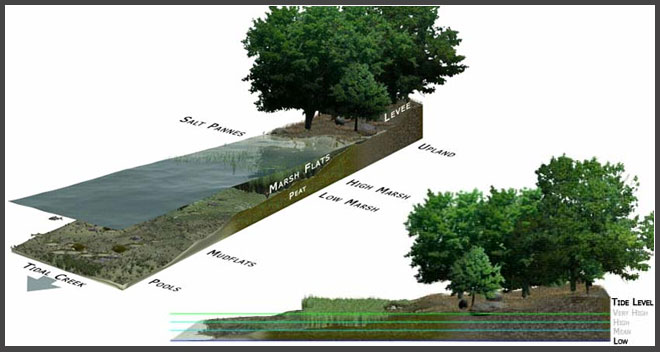 Salt Pannes
Levee
Upland
Marsh Flats
Peat
High Marsh
Low Marsh
Mudflats
Pools
Tidal Creek
Tide Level
Very High
High
Mean
Low